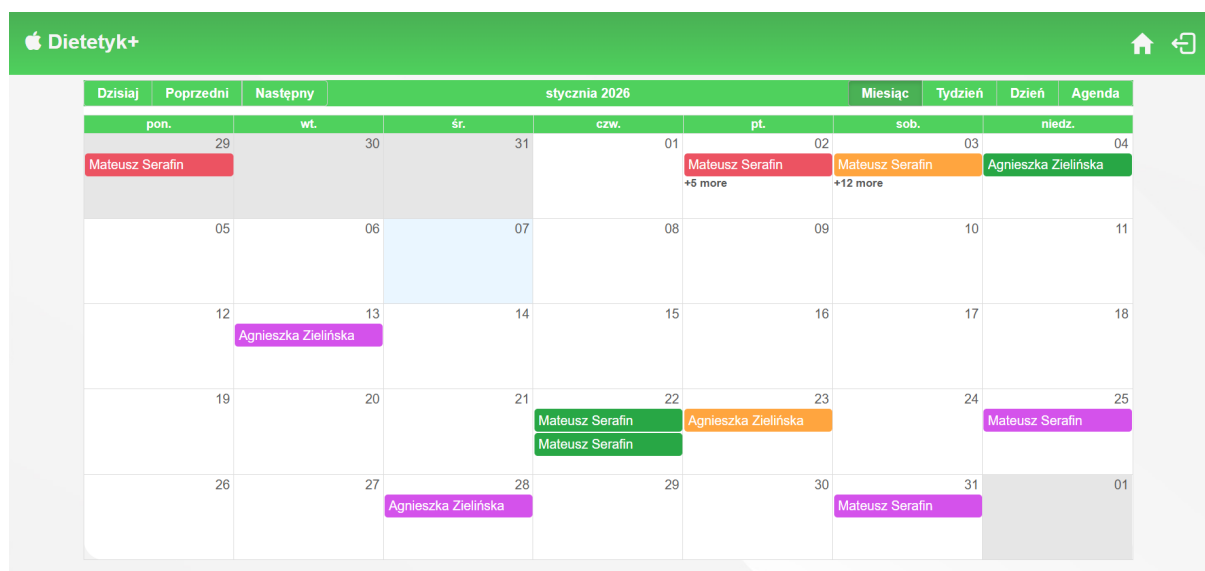 Dietetyk+
Dzisiaj Poprzedni Następny stycznia 2026 Miesiąc Tydzień Dzień Agenda
pon. wt. śr. czw. pt. sob. niedz.
29 30 31 01 02 03 04
Mateusz Serafin Mateusz Serafin Mateusz Serafin Agnieszka Zielińska
+5 more +12 more
05 06 07 08 09 10 11
12 13 14 15 16 17 18
Agnieszka Zielińska
19 20 21 22 23 24 25
Mateusz Serafin Agnieszka Zielińska Mateusz Serafin
Mateusz Serafin
26 27 28 29 30 31 01
Agnieszka Zielińska Mateusz Serafin